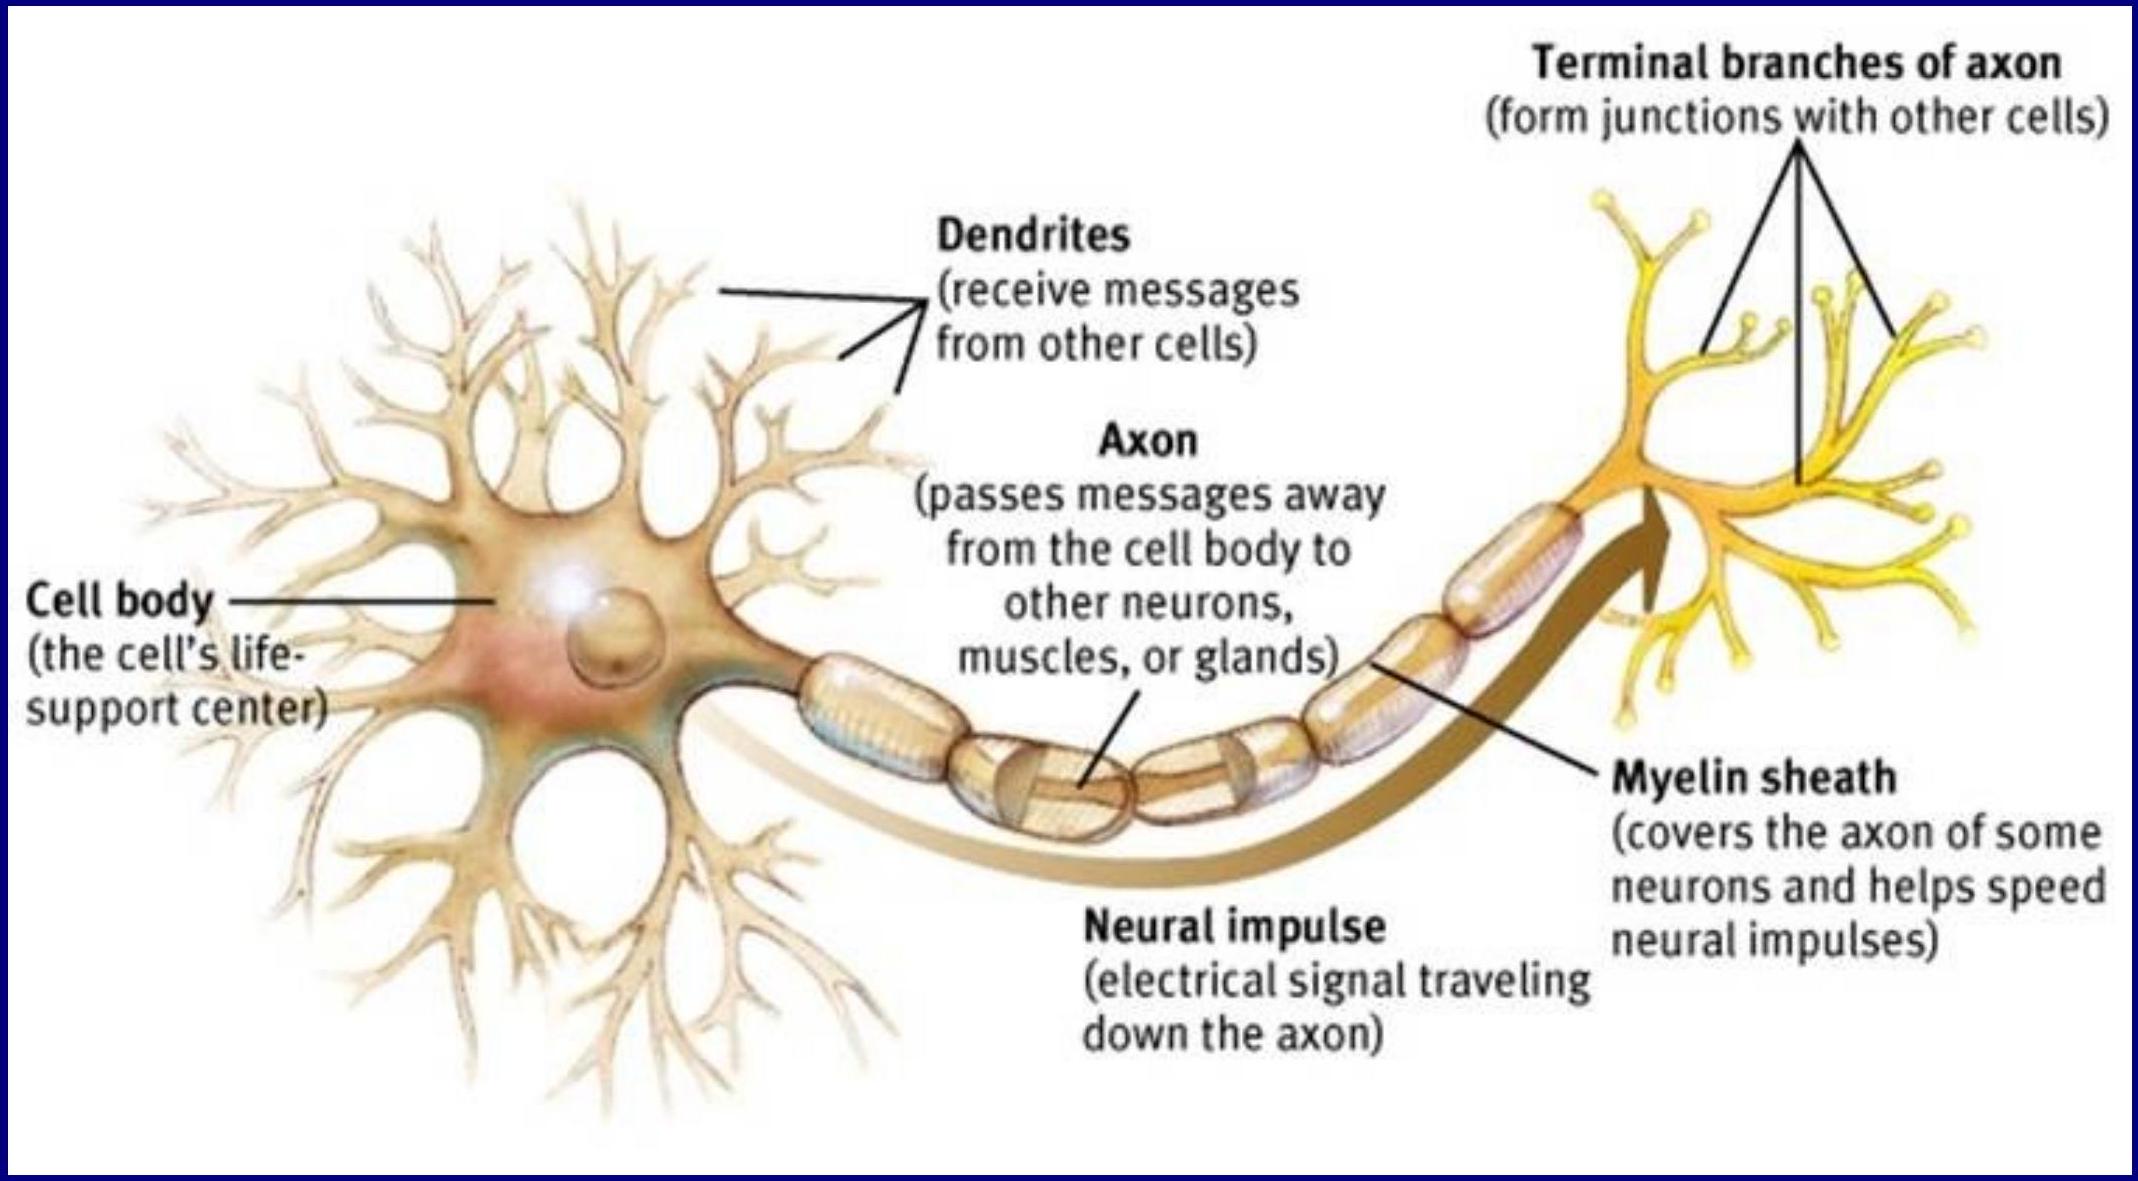 Terminal branches of axon
(form junctions with other cells)
Dendrites
(receive messages
from other cells)
Axon
(passes messages away
from the cell body to
other neurons,
muscles, or glands)
Cell body
(the cell's life-
support center)
Myelin sheath
(covers the axon of some
neurons and helps speed
neural impulses)
Neural impulse
(electrical signal traveling
down the axon)